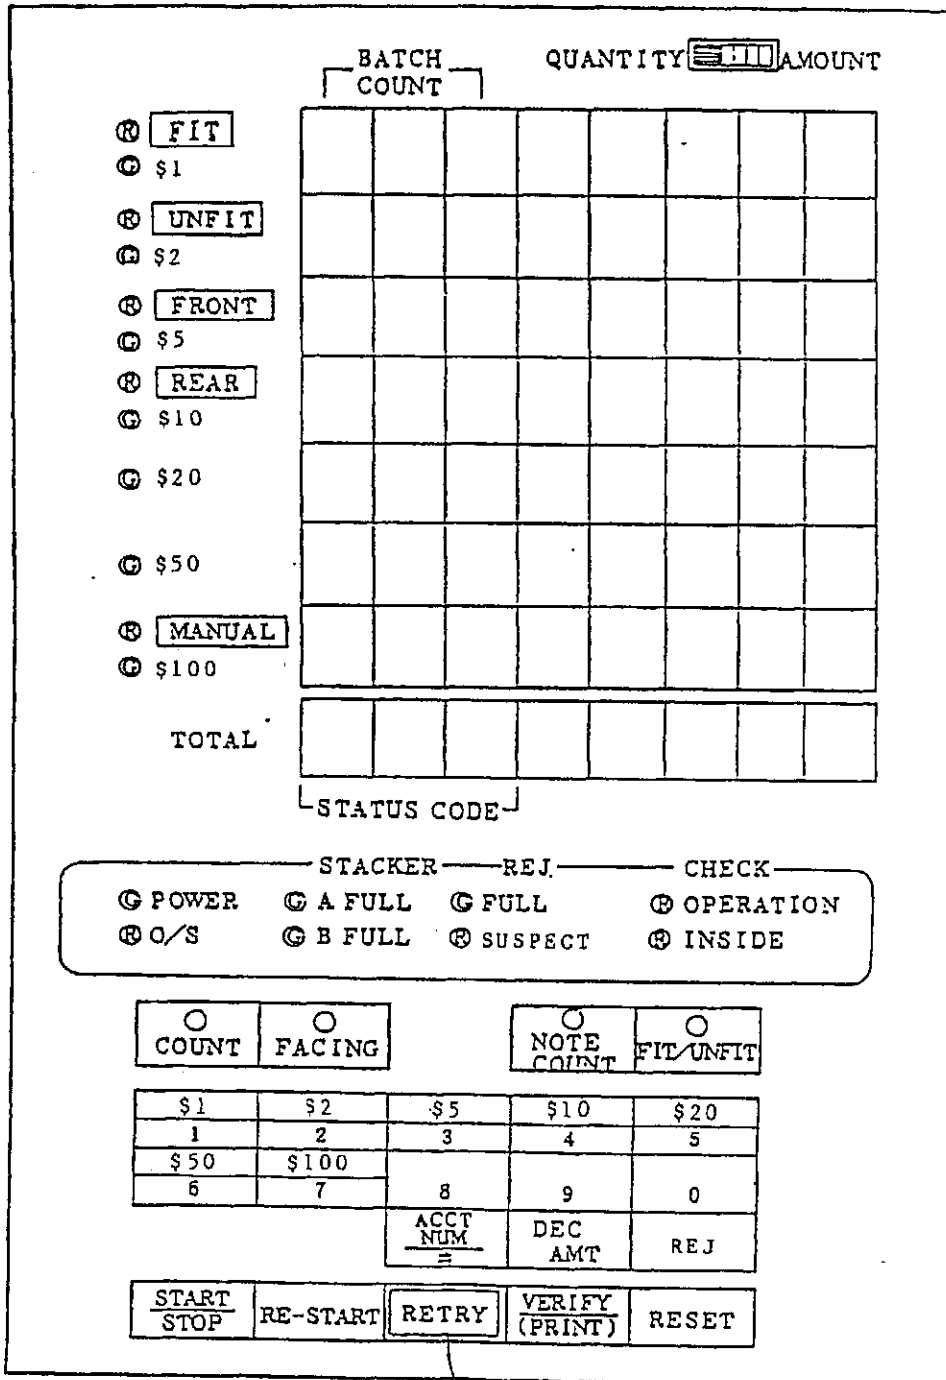 BATCH
COUNT
QUANTITY AMOUNT
Ⓡ FIT
Ⓖ $1
Ⓡ UNFIT
Ⓖ $2
Ⓡ FRONT
Ⓖ $5
Ⓡ REAR
Ⓖ $10
Ⓖ $20
Ⓖ $50
Ⓡ MANUAL
Ⓖ $100
TOTAL
STATUS CODE
STACKER REJ. CHECK
Ⓖ POWER Ⓖ A FULL Ⓖ FULL Ⓡ OPERATION
Ⓡ O/S Ⓖ B FULL Ⓡ SUSPECT Ⓡ INSIDE
COUNT FACING NOTE COUNT FIT/UNFIT
$1 $2 $5 $10 $20
1 2 3 4 5
$50 $100
6 7 8 9 0
ACCT
NUM
=
DEC
AMT
REJ
START
STOP
RE-START
RETRY
VERIFY
(PRINT)
RESET